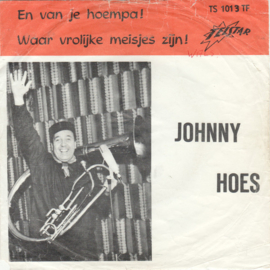 TS 1013 TF
En van je hoempa!
Waar vrolijke meisjes zijn!
TELSTAR
JOHNNY
HOES